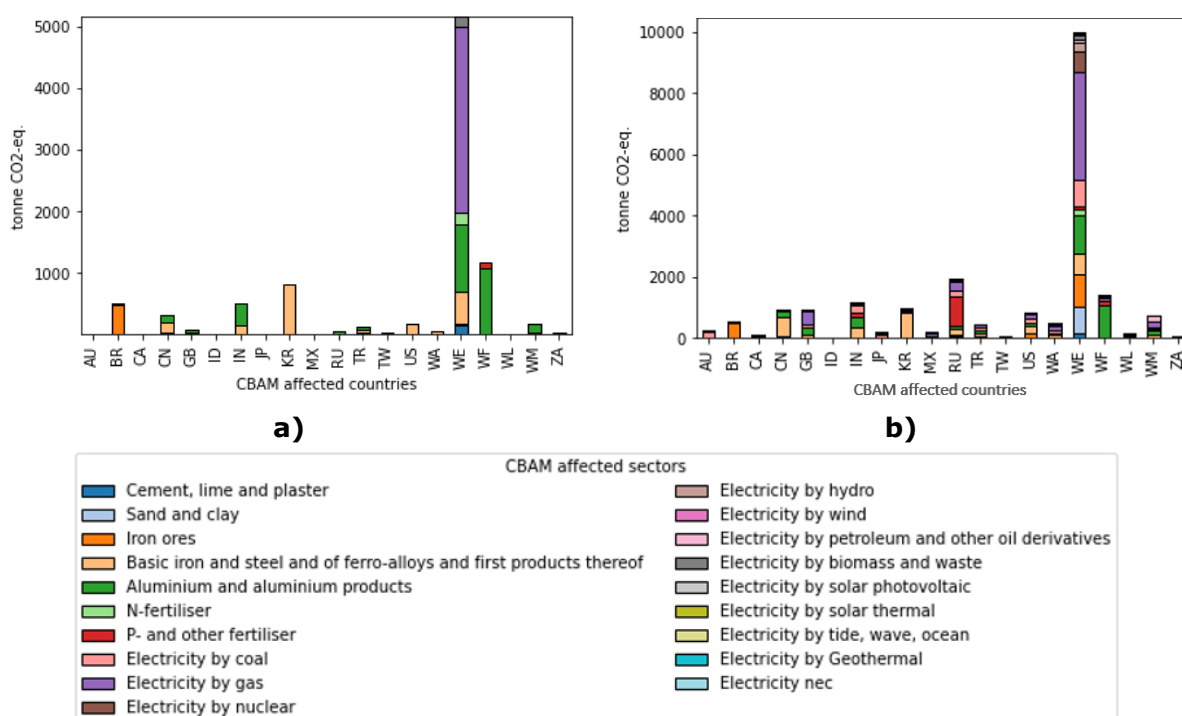 5000
4000
3000
2000
1000
tonne CO2-eq.
AU BR CA CN GB ID IN JP KR MX RU TR TW US WA WE WF WL WM ZA
CBAM affected countries
a)
10000
8000
6000
4000
2000
0
tonne CO2-eq.
AU BR CA CN GB ID IN JP KR MX RU TR TW US WA WE WF WL WM ZA
CBAM affected countries
b)
CBAM affected sectors
Cement, lime and plaster
Sand and clay
Iron ores
Basic iron and steel and of ferro-alloys and first products thereof
Aluminium and aluminium products
N-fertiliser
P- and other fertiliser
Electricity by coal
Electricity by gas
Electricity by nuclear
Electricity by hydro
Electricity by wind
Electricity by petroleum and other oil derivatives
Electricity by biomass and waste
Electricity by solar photovoltaic
Electricity by solar thermal
Electricity by tide, wave, ocean
Electricity by Geothermal
Electricity nec